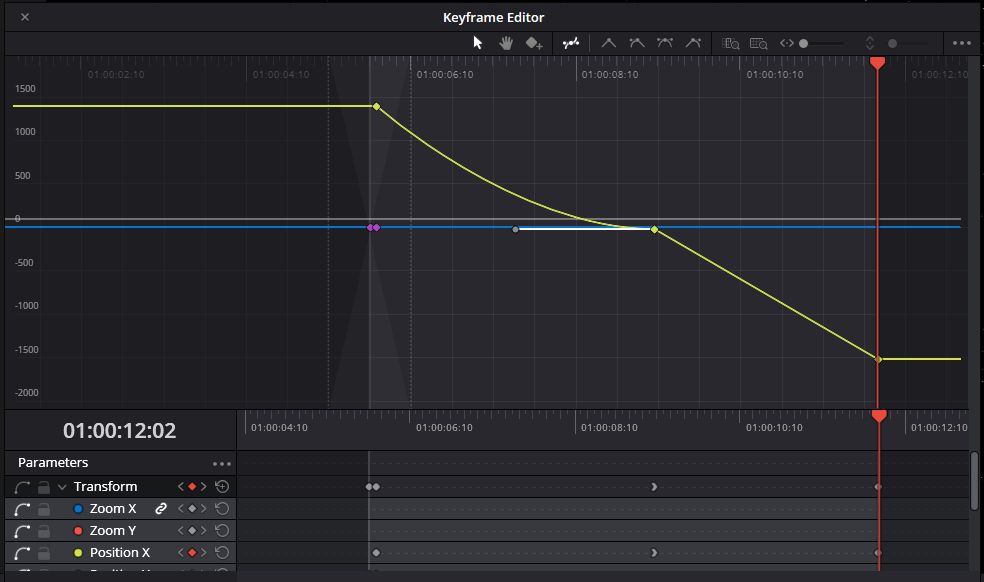 Keyframe Editor
01:00:02:10 01:00:04:10 01:00:06:10 01:00:08:10 01:00:10:10 01:00:12:10
1500
1000
500
0
-500
-1000
-1500
-2000
01:00:12:02
01:00:04:10 01:00:06:10 01:00:08:10 01:00:10:10 01:00:12:10
Parameters
Transform
Zoom X
Zoom Y
Position X